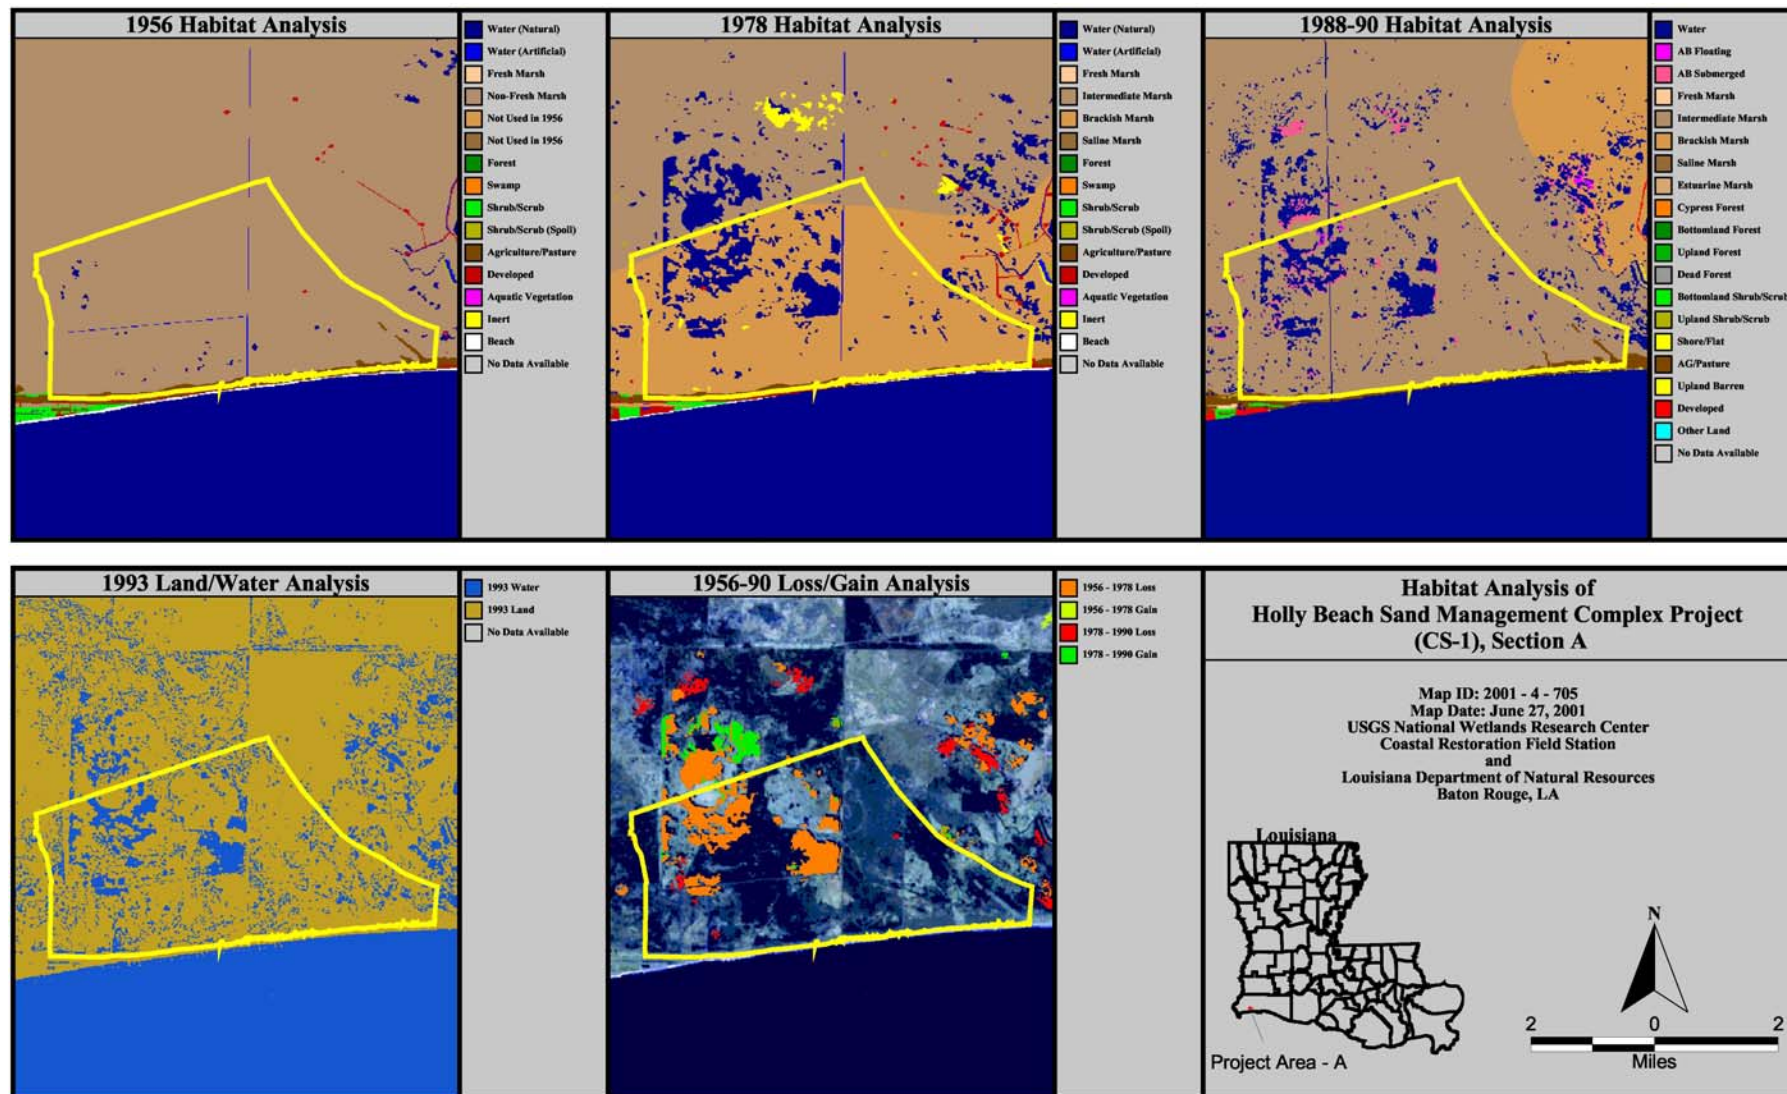 1956 Habitat Analysis
Water (Natural)
Water (Artificial)
Fresh Marsh
Non-Fresh Marsh
Not Used in 1956
Not Used in 1956
Forest
Swamp
Shrub/Scrub
Shrub/Scrub (Spoil)
Agriculture/Pasture
Developed
Aquatic Vegetation
Inert
Beach
No Data Available
1978 Habitat Analysis
Water (Natural)
Water (Artificial)
Fresh Marsh
Intermediate Marsh
Brackish Marsh
Saline Marsh
Forest
Swamp
Shrub/Scrub
Shrub/Scrub (Spoil)
Agriculture/Pasture
Developed
Aquatic Vegetation
Inert
Beach
No Data Available
1988-90 Habitat Analysis
Water
AB Floating
AB Submerged
Fresh Marsh
Intermediate Marsh
Brackish Marsh
Saline Marsh
Estuarine Marsh
Cypress Forest
Bottomland Forest
Upland Forest
Dead Forest
Bottomland Shrub/Scrub
Upland Shrub/Scrub
Shore/Flat
AG/Pasture
Upland Barren
Developed
Other Land
No Data Available
1993 Land/Water Analysis
1993 Water
1993 Land
No Data Available
1956-90 Loss/Gain Analysis
1956 - 1978 Loss
1956 - 1978 Gain
1978 - 1990 Loss
1978 - 1990 Gain
Habitat Analysis of
Holly Beach Sand Management Complex Project
(CS-1), Section A
Map ID: 2001 - 4 - 705
Map Date: June 27, 2001
USGS National Wetlands Research Center
Coastal Restoration Field Station
and
Louisiana Department of Natural Resources
Baton Rouge, LA
Louisiana
Project Area - A
N
2 0 2
Miles